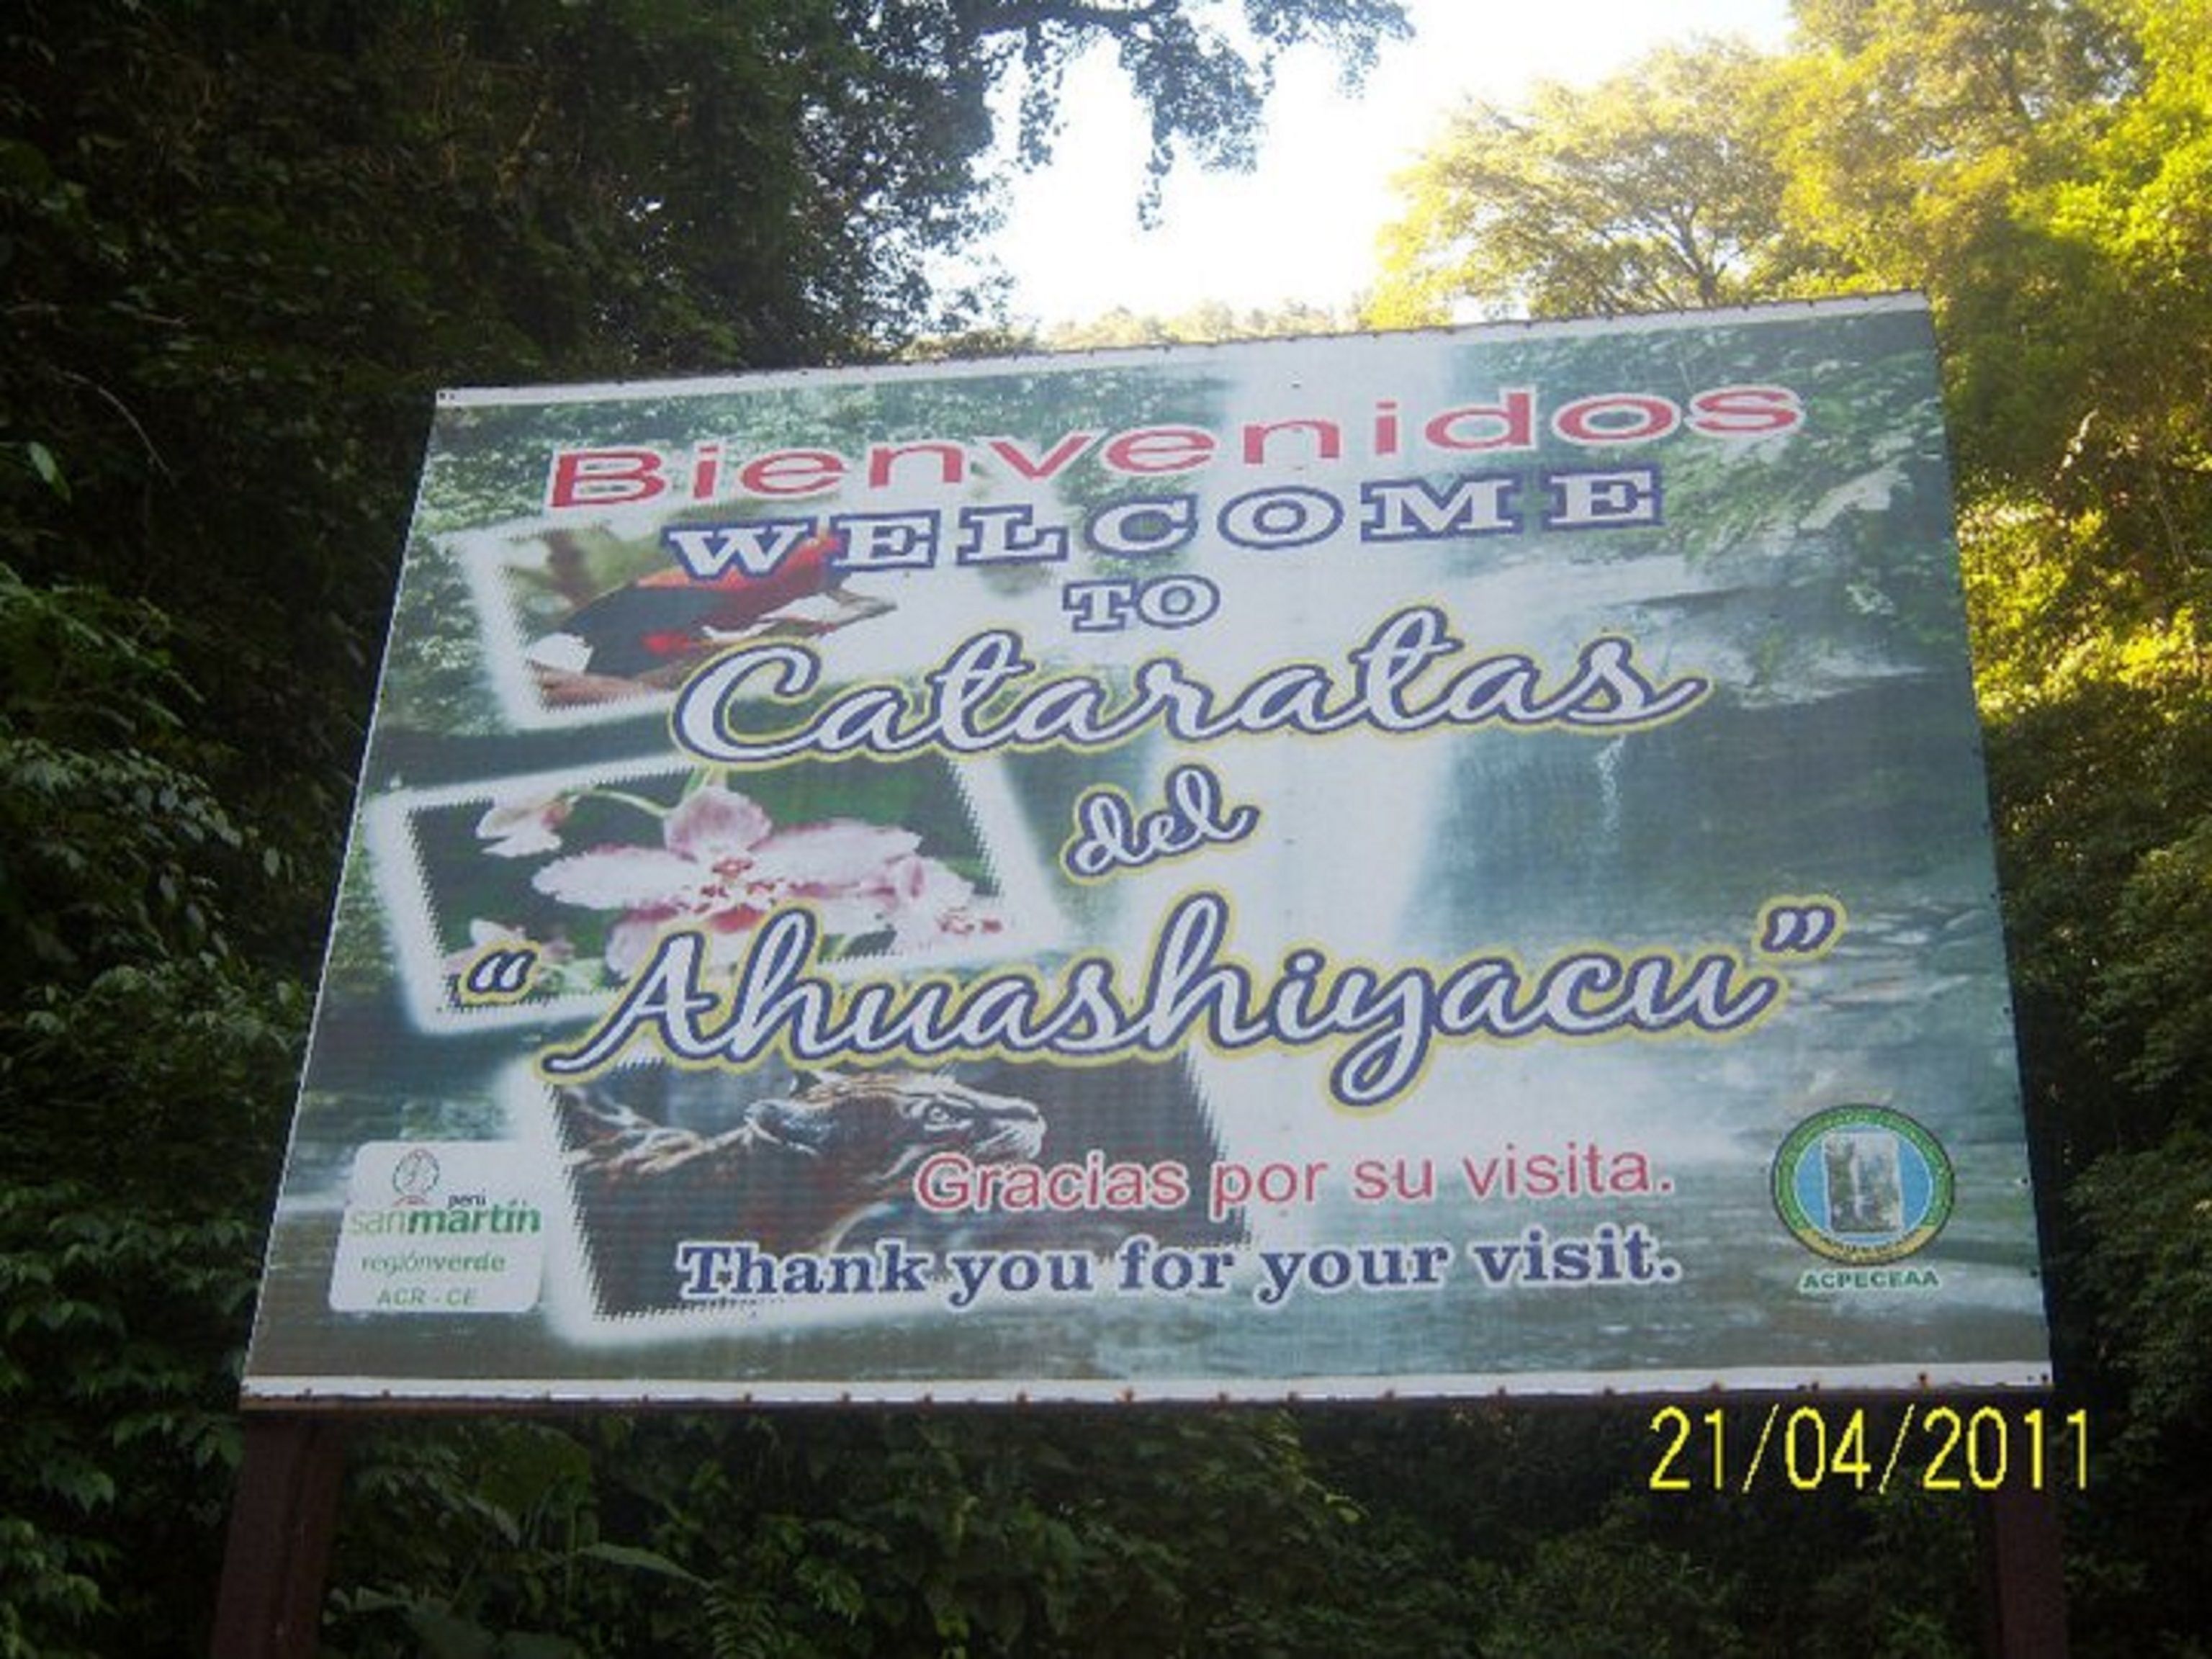 Bienvenidos
WELCOME
TO
Cataratas
del
“Ahuashiyacu”
Gracias por su visita.
Thank you for your visit.
perú
sanmartín
regiónverde
ACR - CE
ACPECEAA
21/04/2011